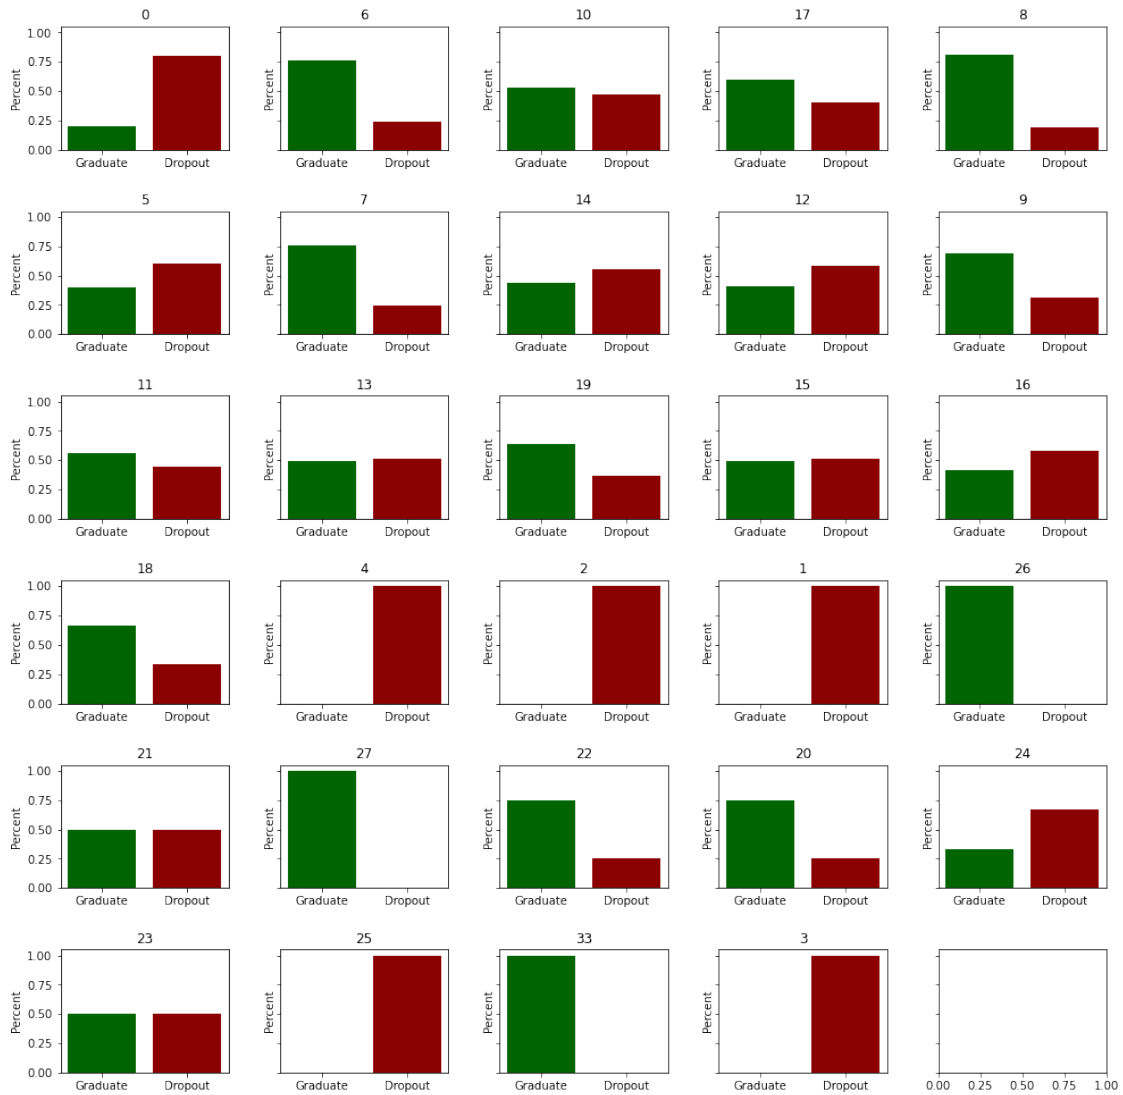 0 6 10 17 8
1.00
0.75
0.50
0.25
0.00
Percent Percent Percent Percent Percent
Graduate Dropout Graduate Dropout Graduate Dropout Graduate Dropout Graduate Dropout
5 7 14 12 9
1.00
0.75
0.50
0.25
0.00
Percent Percent Percent Percent Percent
Graduate Dropout Graduate Dropout Graduate Dropout Graduate Dropout Graduate Dropout
11 13 19 15 16
1.00
0.75
0.50
0.25
0.00
Percent Percent Percent Percent Percent
Graduate Dropout Graduate Dropout Graduate Dropout Graduate Dropout Graduate Dropout
18 4 2 1 26
1.00
0.75
0.50
0.25
0.00
Percent Percent Percent Percent Percent
Graduate Dropout Graduate Dropout Graduate Dropout Graduate Dropout Graduate Dropout
21 27 22 20 24
1.00
0.75
0.50
0.25
0.00
Percent Percent Percent Percent Percent
Graduate Dropout Graduate Dropout Graduate Dropout Graduate Dropout Graduate Dropout
23 25 33 3
1.00
0.75
0.50
0.25
0.00
Percent Percent Percent Percent
Graduate Dropout Graduate Dropout Graduate Dropout Graduate Dropout 0.00 0.25 0.50 0.75 1.00